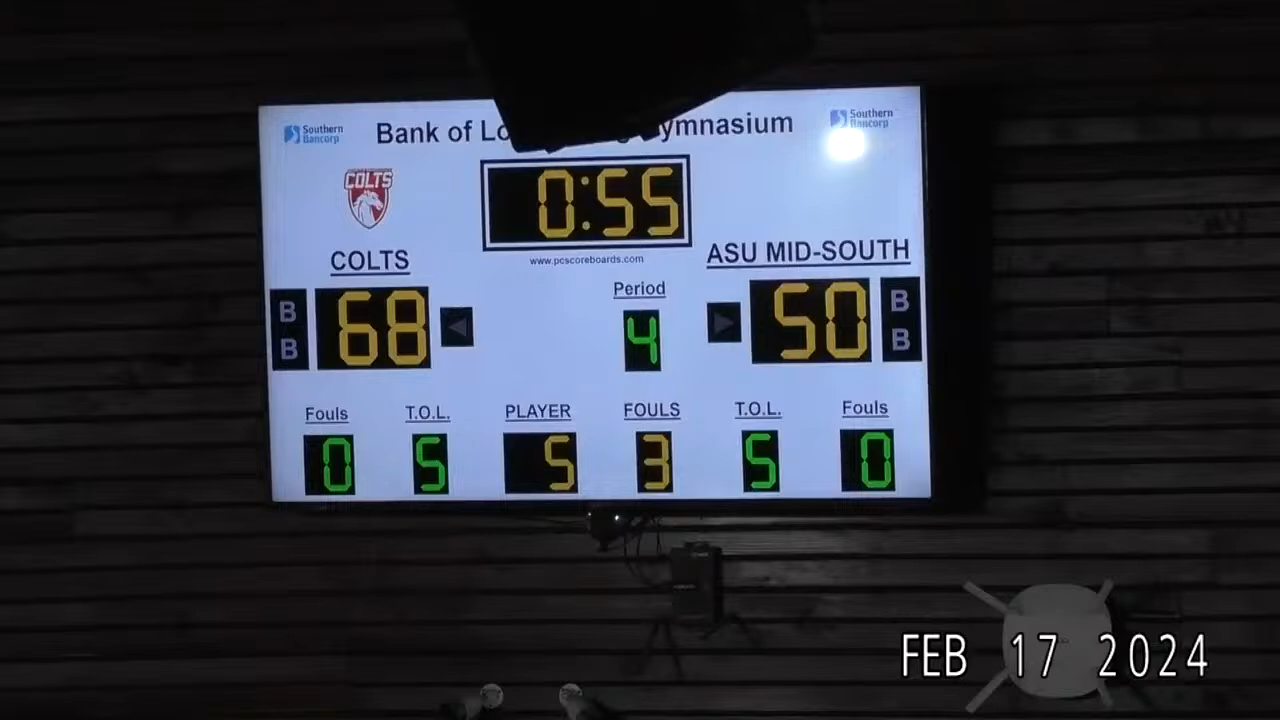 Southern
Bancorp
Bank of Lo
ymnasium
Southern
Bancorp
COLTS
0:55
www.pcscoreboards.com
COLTS
ASU MID-SOUTH
B
B
68
Period
4
50
B
B
Fouls
T.O.L.
PLAYER
FOULS
T.O.L.
Fouls
0
5
5
3
5
0
FEB 17 2024